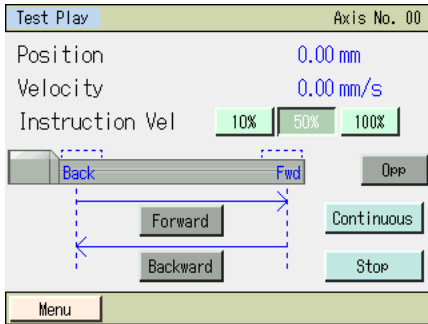 Test Play Axis No. 00
Position 0.00 mm
Velocity 0.00 mm/s
Instruction Vel 10% 50% 100%
Back Fwd Opp
Forward Continuous
Backward Stop
Menu